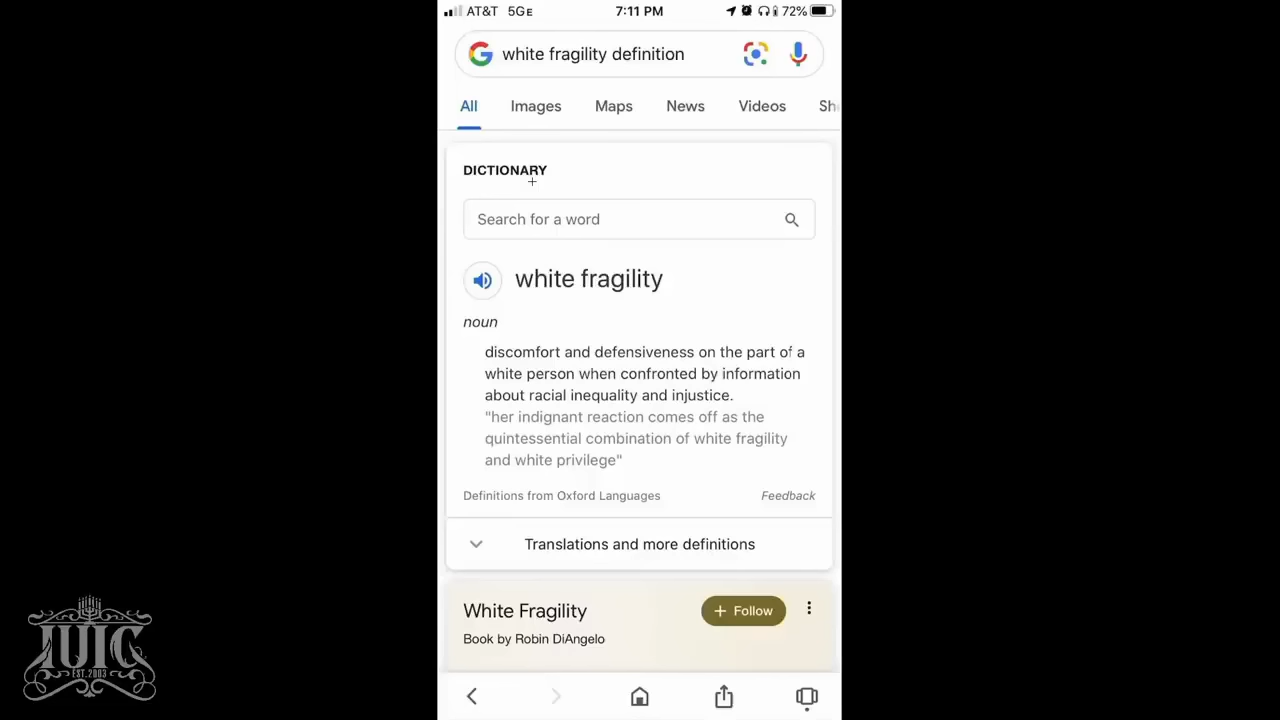 AT&T 5GE 7:11 PM 72%
white fragility definition
All Images Maps News Videos Sh
DICTIONARY
Search for a word
white fragility
noun
discomfort and defensiveness on the part of a
white person when confronted by information
about racial inequality and injustice.
"her indignant reaction comes off as the
quintessential combination of white fragility
and white privilege"
Definitions from Oxford Languages Feedback
Translations and more definitions
White Fragility + Follow
Book by Robin DiAngelo
IUIC
EST. 2003